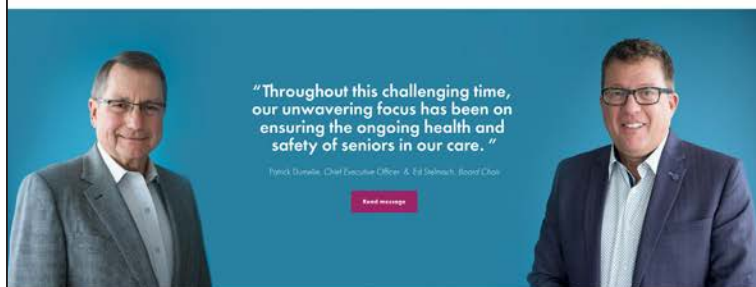 “Throughout this challenging time,
our unwavering focus has been on
ensuring the ongoing health and
safety of seniors in our care. ”
Patrick Dumelie, Chief Executive Officer & Ed Stelmach, Board Chair
Read message